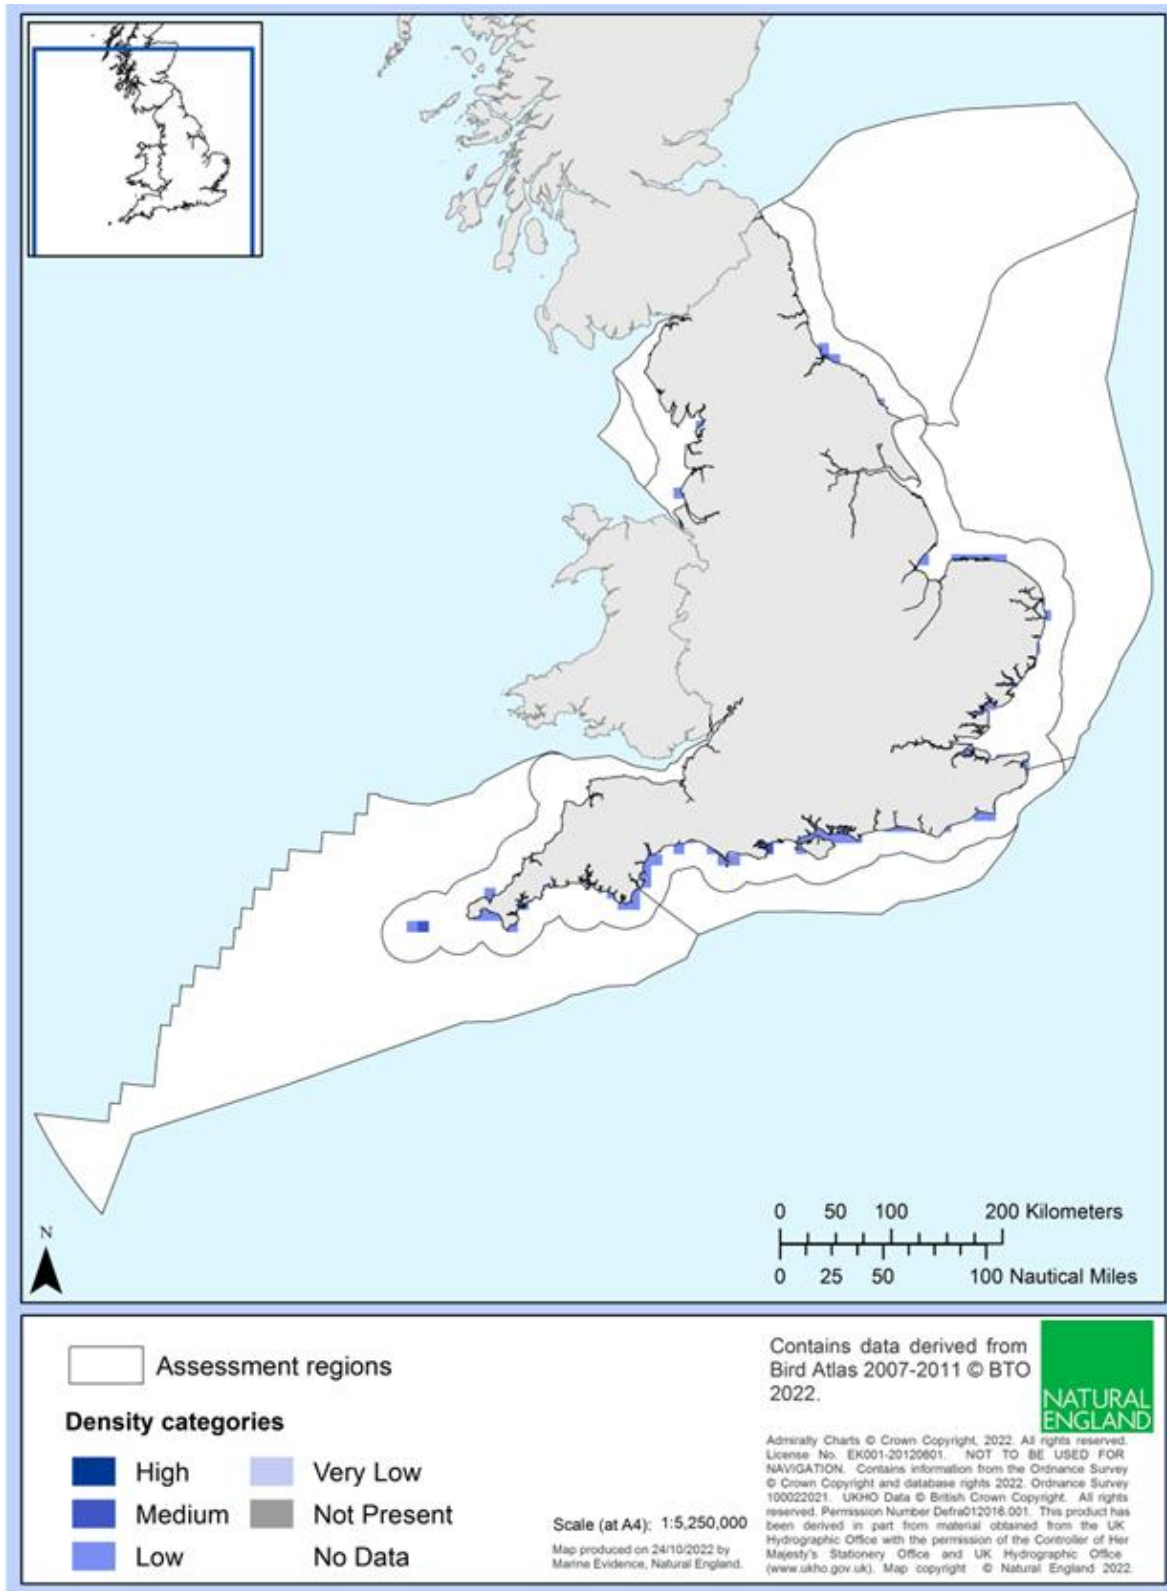 N
0 50 100 200 Kilometers
0 25 50 100 Nautical Miles
Assessment regions
Density categories
High
Medium
Low
Very Low
Not Present
No Data
Scale (at A4): 1:5,250,000
Map produced on 24/10/2022 by
Marine Evidence, Natural England.
Contains data derived from
Bird Atlas 2007-2011 © BTO
2022.
NATURAL
ENGLAND
Admiralty Charts © Crown Copyright, 2022. All rights reserved.
License No. EK001-20120601. NOT TO BE USED FOR
NAVIGATION. Contains information from the Ordnance Survey
© Crown Copyright and database rights 2022. Ordnance Survey
100022021. UKHO Data © British Crown Copyright. All rights
reserved. Permission Number Defra012016.001. This product has
been derived in part from material obtained from the UK
Hydrographic Office with the permission of the Controller of Her
Majesty's Stationery Office and UK Hydrographic Office
(www.ukho.gov.uk). Map copyright © Natural England 2022.